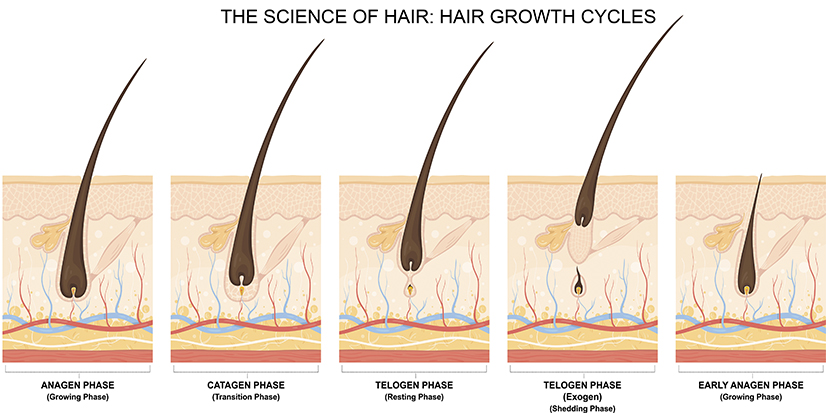 THE SCIENCE OF HAIR: HAIR GROWTH CYCLES
ANAGEN PHASE
(Growing Phase)
CATAGEN PHASE
(Transition Phase)
TELOGEN PHASE
(Resting Phase)
TELOGEN PHASE
(Exogen)
(Shedding Phase)
EARLY ANAGEN PHASE
(Growing Phase)